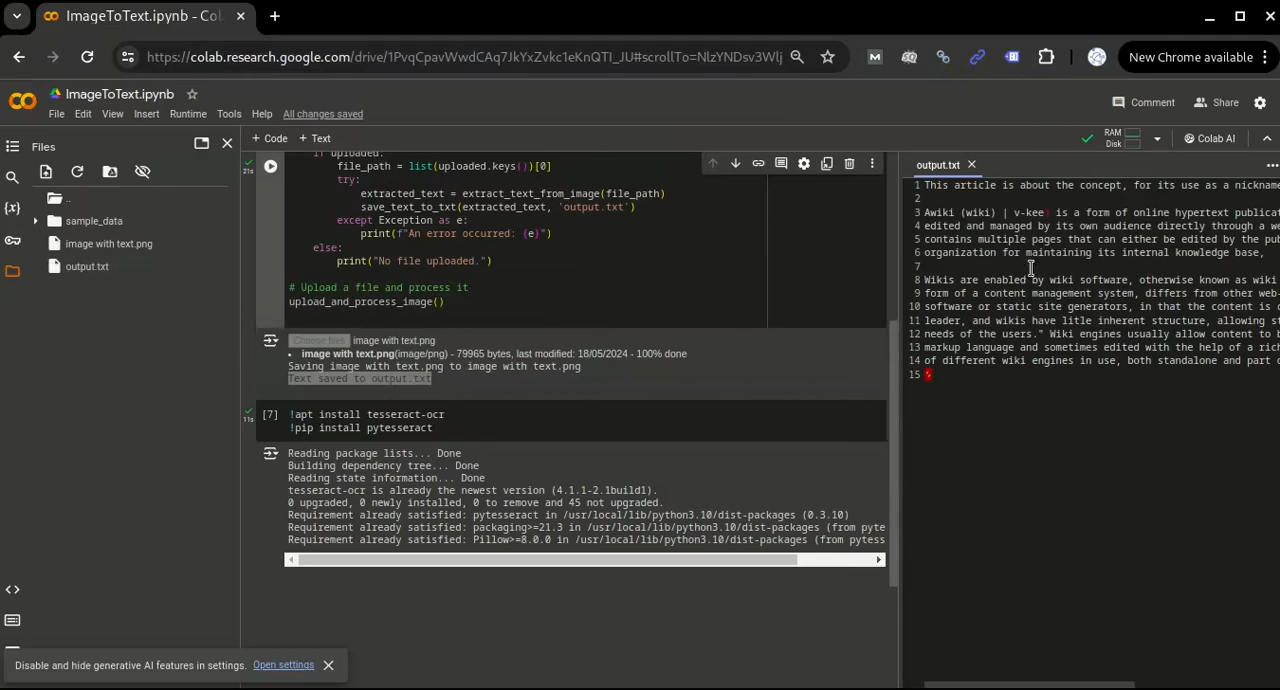 ImageToText.ipynb - Col
https://colab.research.google.com/drive/1PvqCpavWwdCAq7JkYxZvkc1eKnQTI_JU#scrollTo=NlzYNDsv3Wlj
New Chrome available
ImageToText.ipynb
File Edit View Insert Runtime Tools Help All changes saved
Comment Share
Files
+ Code + Text
RAM
Disk
Colab AI
..
sample_data
image with text.png
output.txt
21s
if uploaded:
file_path = list(uploaded.keys())[0]
try:
extracted_text = extract_text_from_image(file_path)
save_text_to_txt(extracted_text, 'output.txt')
except Exception as e:
print(f"An error occurred: {e}")
else:
print("No file uploaded.")
# Upload a file and process it
upload_and_process_image()
Choose files image with text.png
• image with text.png(image/png) - 79965 bytes, last modified: 18/05/2024 - 100% done
Saving image with text.png to image with text.png
Text saved to output.txt
11s
[7] !apt install tesseract-ocr
!pip install pytesseract
Reading package lists... Done
Building dependency tree... Done
Reading state information... Done
tesseract-ocr is already the newest version (4.1.1-2.1build1).
0 upgraded, 0 newly installed, 0 to remove and 45 not upgraded.
Requirement already satisfied: pytesseract in /usr/local/lib/python3.10/dist-packages (0.3.10)
Requirement already satisfied: packaging>=21.3 in /usr/local/lib/python3.10/dist-packages (from pyte
Requirement already satisfied: Pillow>=8.0.0 in /usr/local/lib/python3.10/dist-packages (from pytess
output.txt
1 This article is about the concept, for its use as a nickname
2
3 Awiki (wiki) | v-kee) is a form of online hypertext publicat
4 edited and managed by its own audience directly through a we
5 contains multiple pages that can either be edited by the pub
6 organization for maintaining its internal knowledge base,
7
8 Wikis are enabled by wiki software, otherwise known as wiki
9 form of a content management system, differs from other web-
10 software or static site generators, in that the content is c
11 leader, and wikis have litle inherent structure, allowing st
12 needs of the users." Wiki engines usually allow content to b
13 markup language and sometimes edited with the help of a rich
14 of different wiki engines in use, both standalone and part o
15
Disable and hide generative AI features in settings. Open settings